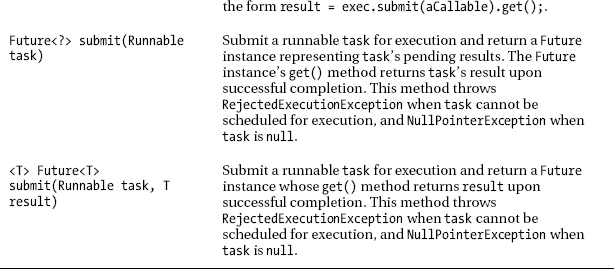 the form result = exec.submit(aCallable).get();.
Future<?> submit(Runnable
task)
Submit a runnable task for execution and return a Future
instance representing task's pending results. The Future
instance's get() method returns task's result upon
successful completion. This method throws
RejectedExecutionException when task cannot be
scheduled for execution, and NullPointerException when
task is null.
<T> Future<T>
submit(Runnable task, T
result)
Submit a runnable task for execution and return a Future
instance whose get() method returns result upon
successful completion. This method throws
RejectedExecutionException when task cannot be
scheduled for execution, and NullPointerException when
task is null.